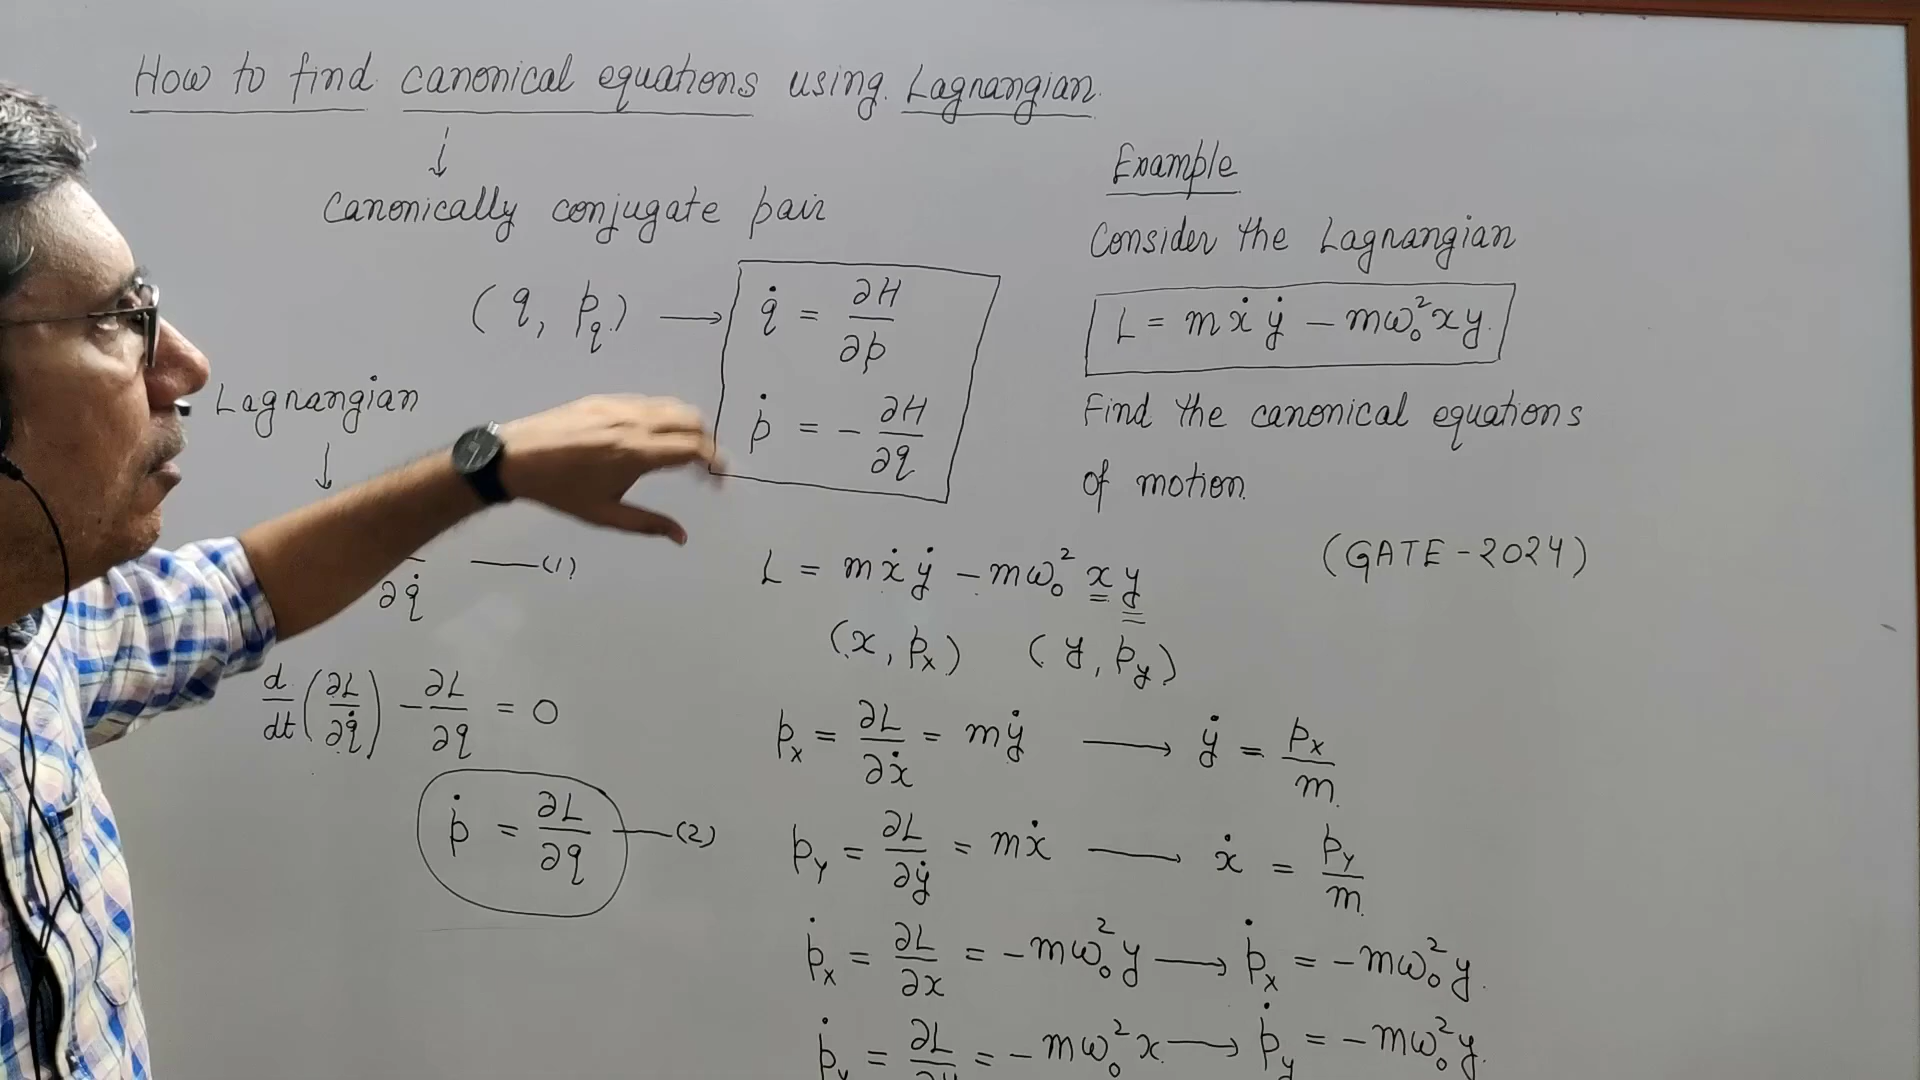 How to find canonical equations using Lagrangian.
↓
Canonically conjugate pair
(q, p_q) → q̇ = ∂H/∂p
ṗ = - ∂H/∂q
Lagrangian
↓
∂q̇ —(1)
d/dt (∂L/∂q̇) - ∂L/∂q = 0
ṗ = ∂L/∂q —(2)
Example
Consider the Lagrangian
L = mẋẏ - mω₀²xy.
Find the canonical equations
of motion.
(GATE-2024)
L = mẋẏ - mω₀²xy
(x, p_x) (y, p_y)
p_x = ∂L/∂ẋ = mẏ → ẏ = p_x/m.
p_y = ∂L/∂ẏ = mẋ → ẋ = p_y/m.
ṗ_x = ∂L/∂x = -mω₀²y → ṗ_x = -mω₀²y.
ṗ_y = ∂L/∂y = -mω₀²x → ṗ_y = -mω₀²y.